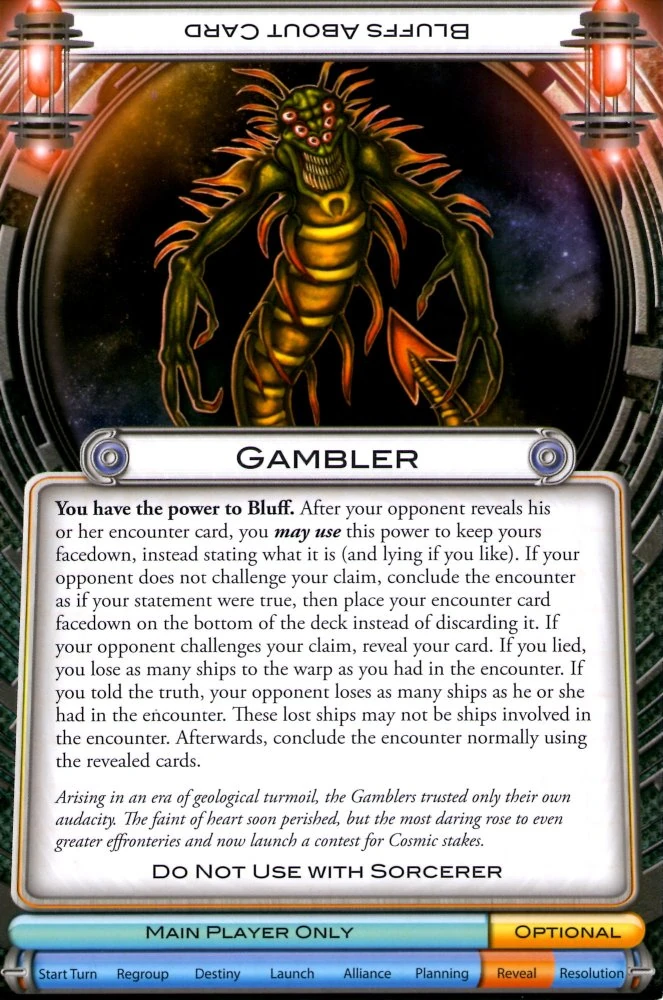 BLUFFS ABOUT CARD
GAMBLER
You have the power to Bluff. After your opponent reveals his
or her encounter card, you may use this power to keep yours
facedown, instead stating what it is (and lying if you like). If your
opponent does not challenge your claim, conclude the encounter
as if your statement were true, then place your encounter card
facedown on the bottom of the deck instead of discarding it. If
your opponent challenges your claim, reveal your card. If you lied,
you lose as many ships to the warp as you had in the encounter. If
you told the truth, your opponent loses as many ships as he or she
had in the encounter. These lost ships may not be ships involved in
the encounter. Afterwards, conclude the encounter normally using
the revealed cards.
Arising in an era of geological turmoil, the Gamblers trusted only their own
audacity. The faint of heart soon perished, but the most daring rose to even
greater effronteries and now launch a contest for Cosmic stakes.
DO NOT USE WITH SORCERER
MAIN PLAYER ONLY OPTIONAL
Start Turn Regroup Destiny Launch Alliance Planning Reveal Resolution